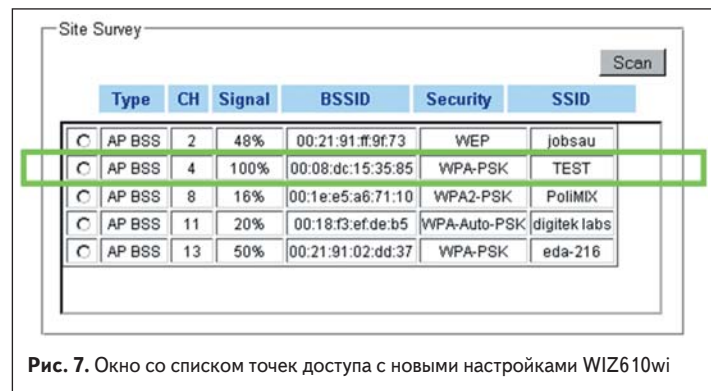 Site Survey
Scan
Type CH Signal BSSID Security SSID
AP BSS 2 48% 00:21:91:ff:9f:73 WEP jobsau
AP BSS 4 100% 00:08:dc:15:35:85 WPA-PSK TEST
AP BSS 8 16% 00:1e:e5:a6:71:10 WPA2-PSK PoliMIX
AP BSS 11 20% 00:18:f3:ef:de:b5 WPA-Auto-PSK digitek labs
AP BSS 13 50% 00:21:91:02:dd:37 WPA-PSK eda-216
Рис. 7. Окно со списком точек доступа с новыми настройками WIZ610wi